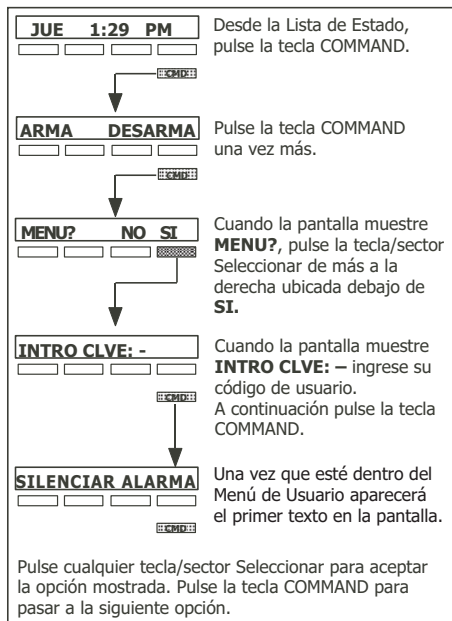 JUE 1:29 PM
Desde la Lista de Estado,
pulse la tecla COMMAND.
CMD
ARMA DESARMA
Pulse la tecla COMMAND
una vez más.
CMD
MENU? NO SI
Cuando la pantalla muestre
MENU?, pulse la tecla/sector
Seleccionar de más a la
derecha ubicada debajo de
SI.
INTRO CLVE: -
Cuando la pantalla muestre
INTRO CLVE: – ingrese su
código de usuario.
A continuación pulse la tecla
COMMAND.
CMD
SILENCIAR ALARMA
Una vez que esté dentro del
Menú de Usuario aparecerá
el primer texto en la pantalla.
CMD
Pulse cualquier tecla/sector Seleccionar para aceptar
la opción mostrada. Pulse la tecla COMMAND para
pasar a la siguiente opción.